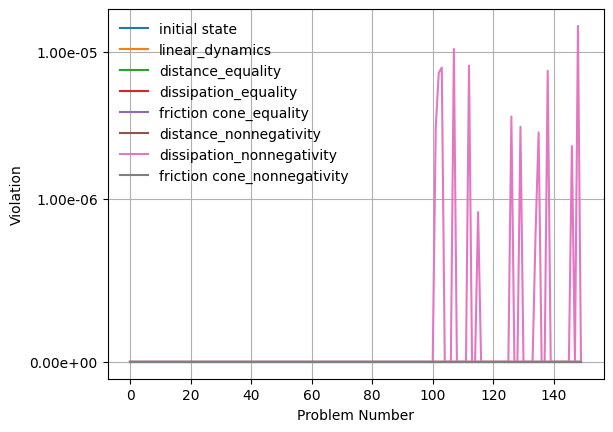 initial state
linear_dynamics
distance_equality
dissipation_equality
friction cone_equality
distance_nonnegativity
dissipation_nonnegativity
friction cone_nonnegativity
1.00e-05
1.00e-06
0.00e+00
Violation
0 20 40 60 80 100 120 140
Problem Number